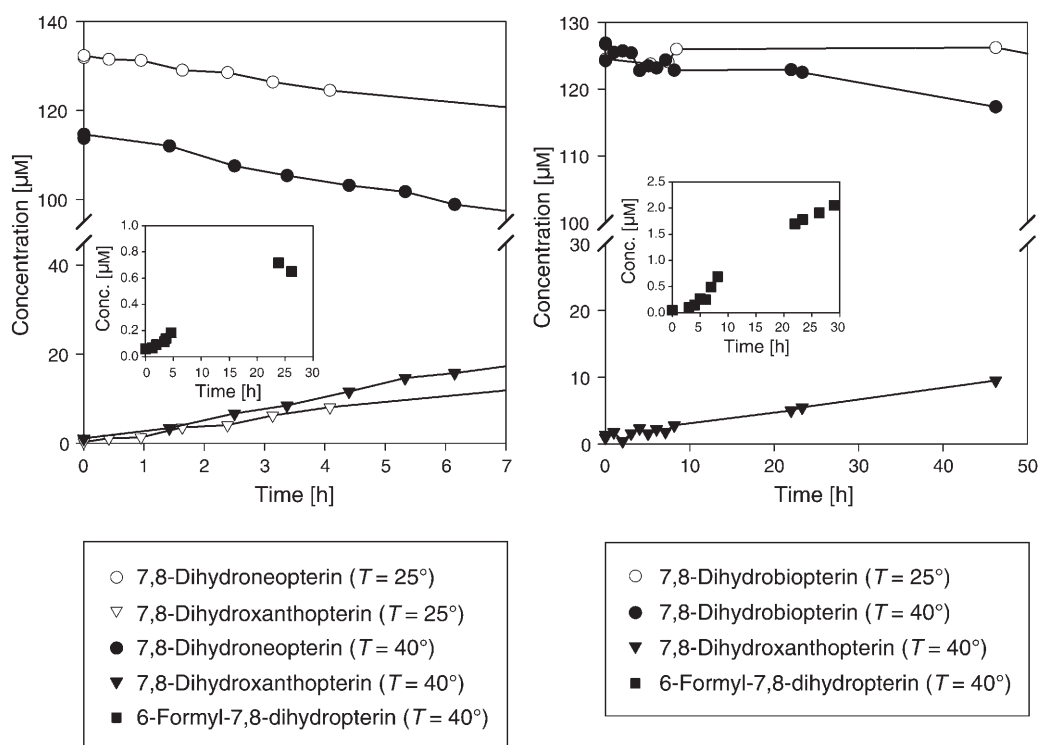 140
120
100
40
20
0
Concentration [µM]
0 1 2 3 4 5 6 7
Time [h]
1.0
0.8
0.6
0.4
0.2
0.0
Conc. [µM]
0 5 10 15 20 25 30
Time [h]
130
120
110
100
30
20
10
0
Concentration [µM]
0 10 20 30 40 50
Time [h]
2.5
2.0
1.5
1.0
0.5
0.0
Conc. [µM]
0 5 10 15 20 25 30
Time [h]
7,8-Dihydroneopterin (T = 25°)
7,8-Dihydroxanthopterin (T = 25°)
7,8-Dihydroneopterin (T = 40°)
7,8-Dihydroxanthopterin (T = 40°)
6-Formyl-7,8-dihydropterin (T = 40°)
7,8-Dihydrobiopterin (T = 25°)
7,8-Dihydrobiopterin (T = 40°)
7,8-Dihydroxanthopterin (T = 40°)
6-Formyl-7,8-dihydropterin (T = 40°)